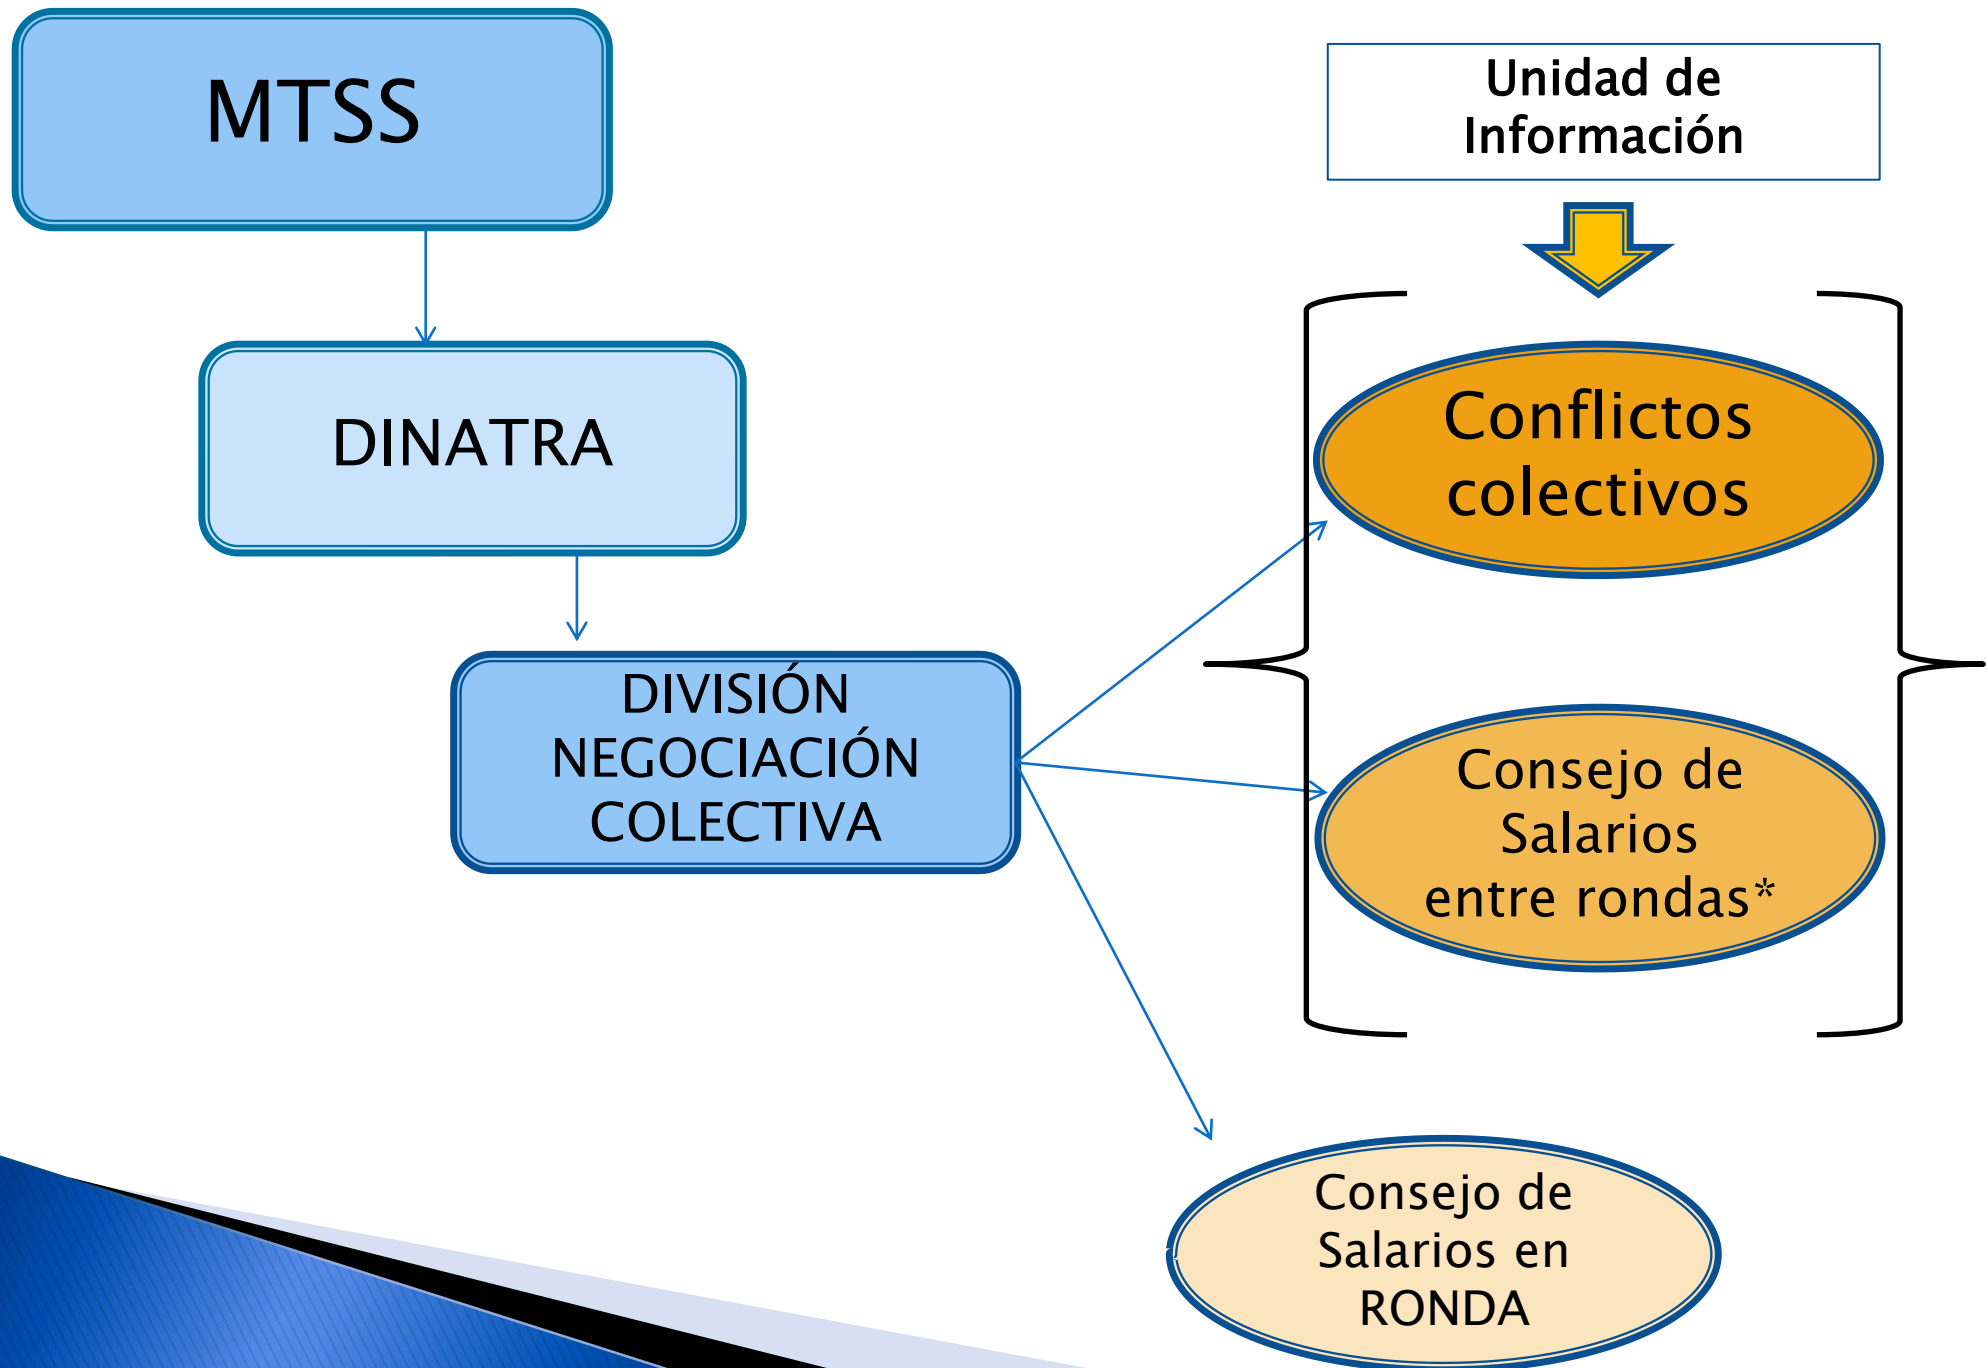 MTSS
Unidad de
Información
DINATRA
Conflictos
colectivos
DIVISIÓN
NEGOCIACIÓN
COLECTIVA
Consejo de
Salarios
entre rondas*
Consejo de
Salarios en
RONDA